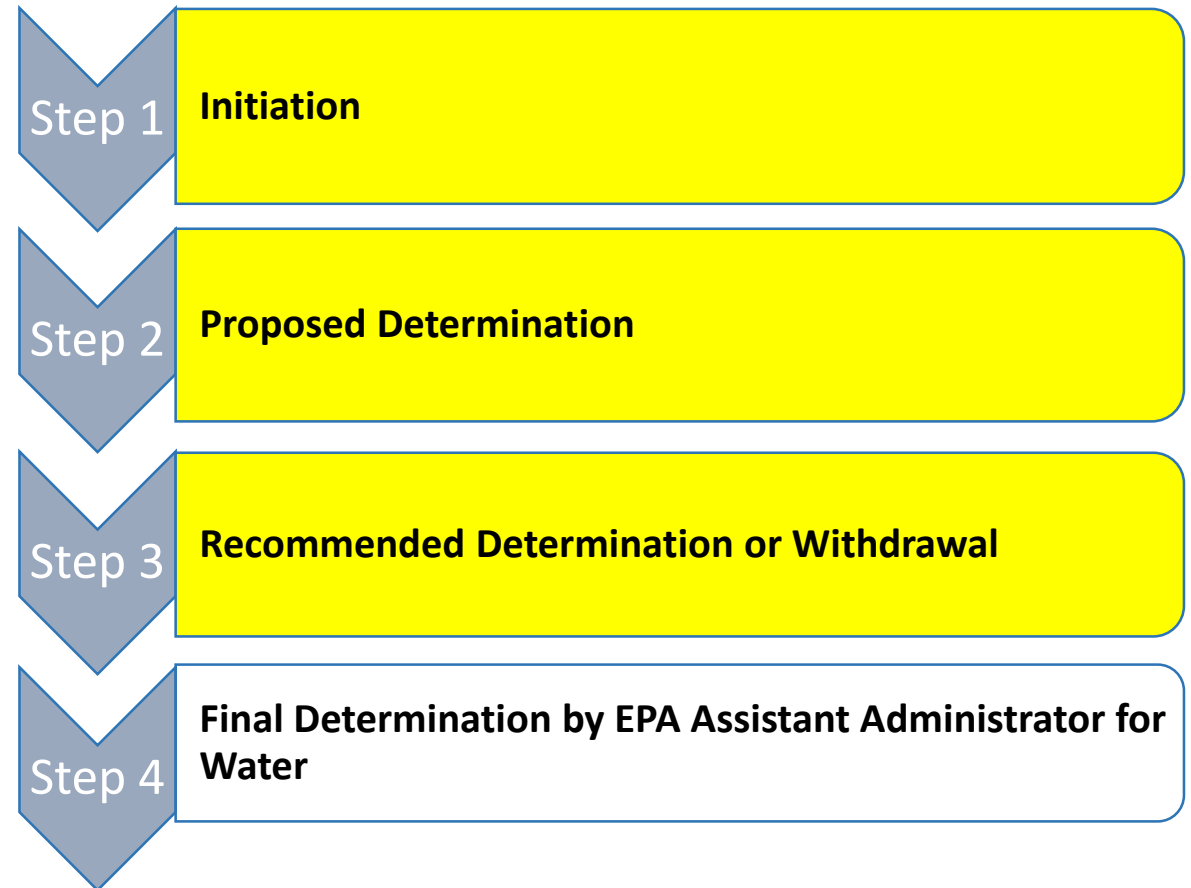 Step 1
Initiation
Step 2
Proposed Determination
Step 3
Recommended Determination or Withdrawal
Step 4
Final Determination by EPA Assistant Administrator for
Water